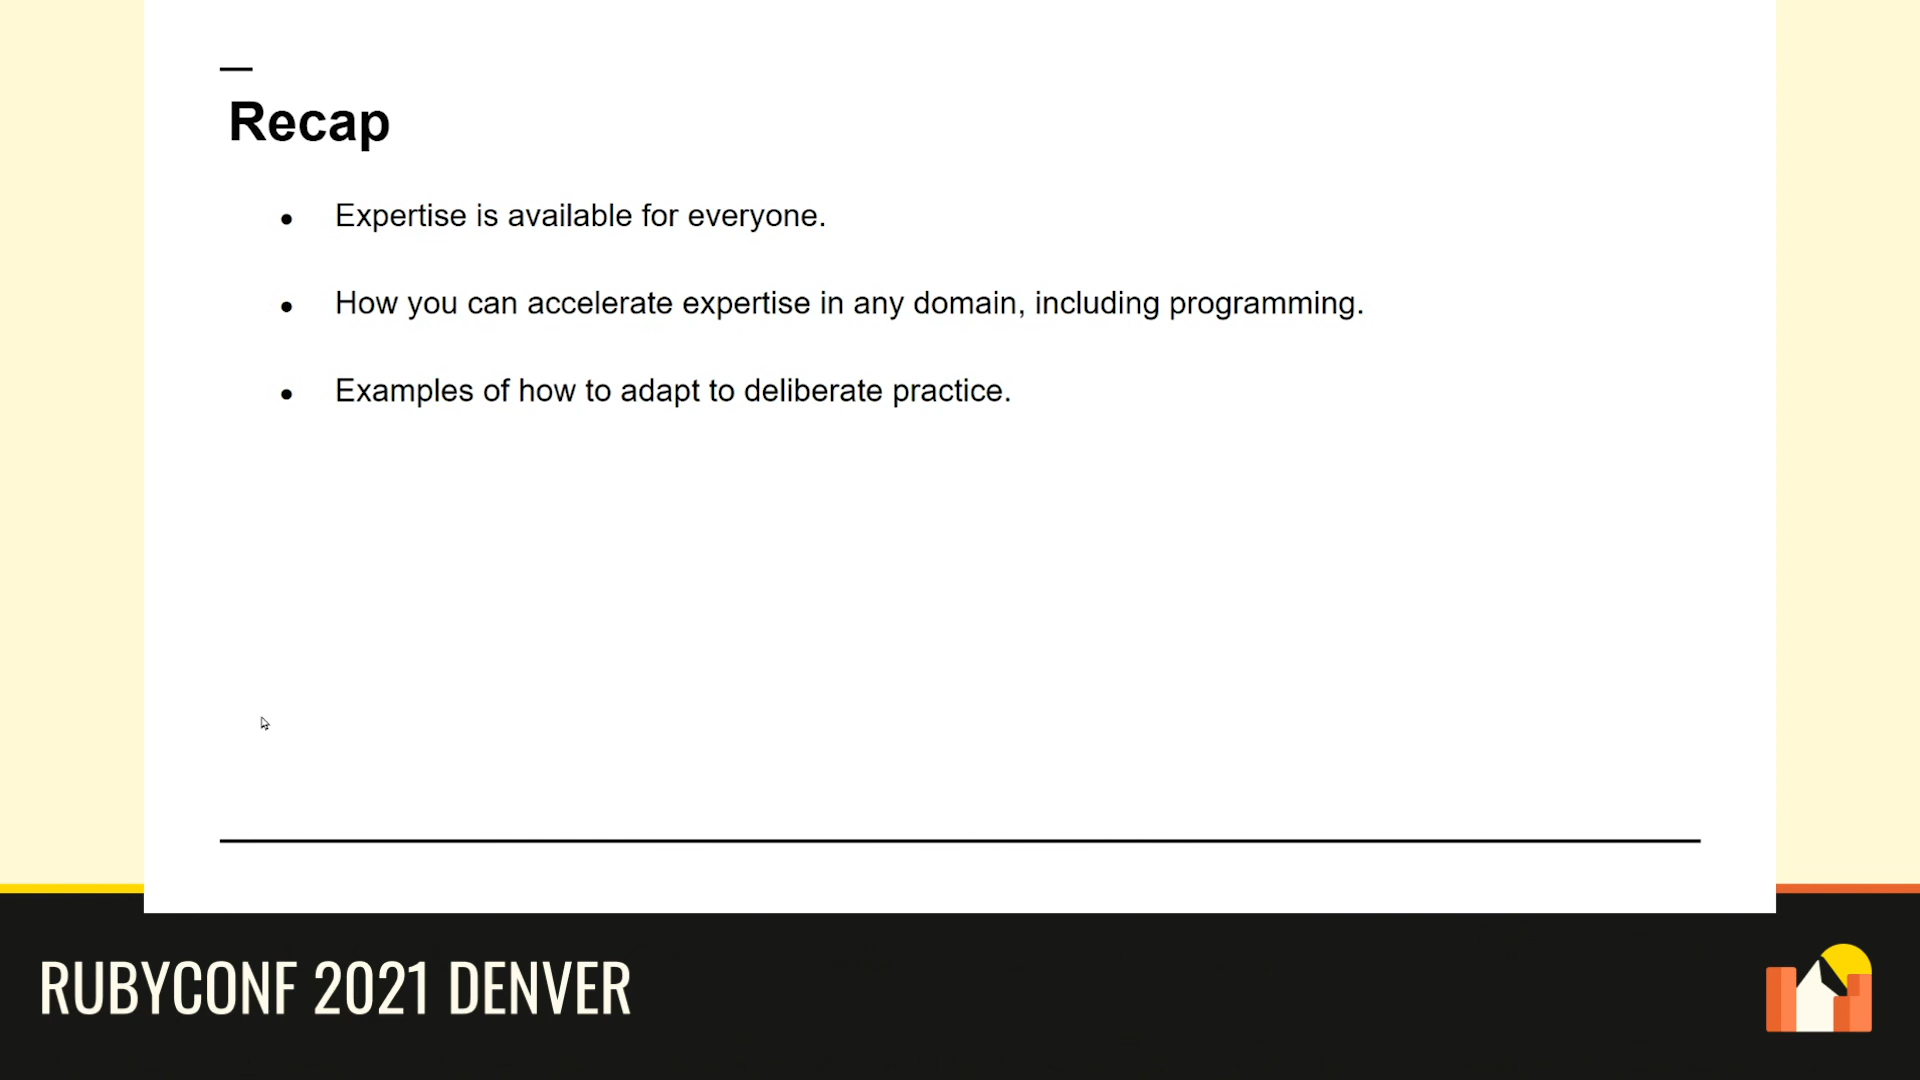 Recap
● Expertise is available for everyone.
● How you can accelerate expertise in any domain, including programming.
● Examples of how to adapt to deliberate practice.
RUBYCONF 2021 DENVER